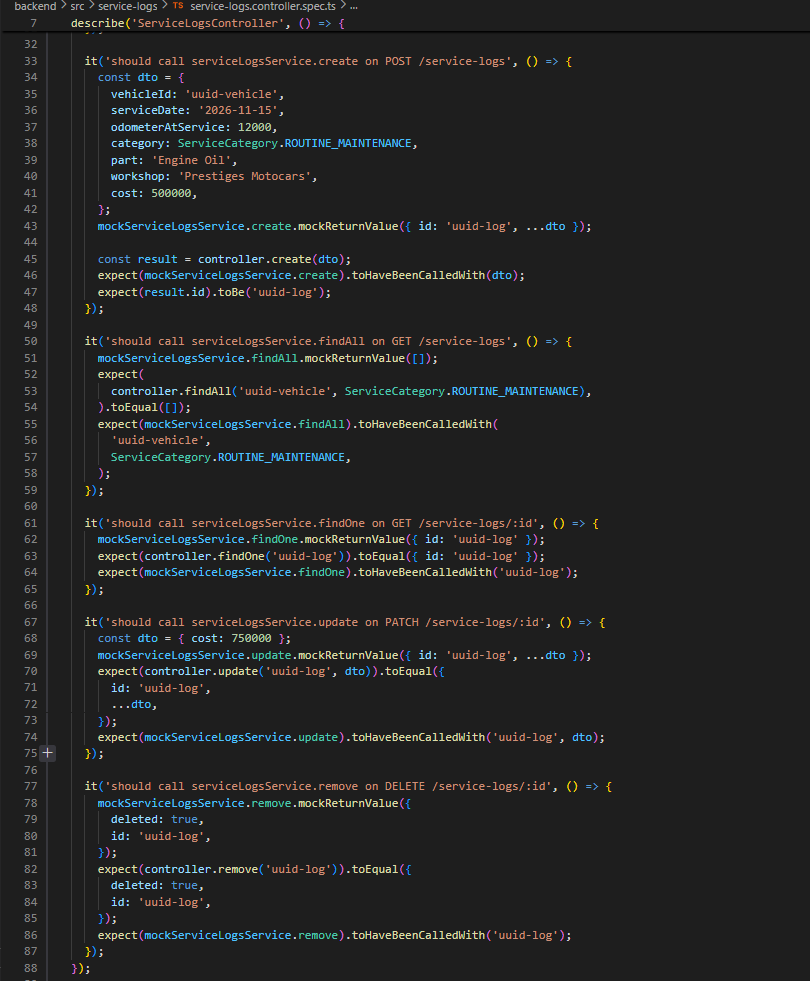 backend > src > service-logs > TS service-logs.controller.spec.ts > ...
7 describe('ServiceLogsController', () => {
32
33 it('should call serviceLogsService.create on POST /service-logs', () => {
34 const dto = {
35 vehicleId: 'uuid-vehicle',
36 serviceDate: '2026-11-15',
37 odometerAtService: 12000,
38 category: ServiceCategory.ROUTINE_MAINTENANCE,
39 part: 'Engine Oil',
40 workshop: 'Prestiges Motocars',
41 cost: 500000,
42 };
43 mockServiceLogsService.create.mockReturnValue({ id: 'uuid-log', ...dto });
44
45 const result = controller.create(dto);
46 expect(mockServiceLogsService.create).toHaveBeenCalledWith(dto);
47 expect(result.id).toBe('uuid-log');
48 });
49
50 it('should call serviceLogsService.findAll on GET /service-logs', () => {
51 mockServiceLogsService.findAll.mockReturnValue([]);
52 expect(
53 controller.findAll('uuid-vehicle', ServiceCategory.ROUTINE_MAINTENANCE),
54 ).toEqual([]);
55 expect(mockServiceLogsService.findAll).toHaveBeenCalledWith(
56 'uuid-vehicle',
57 ServiceCategory.ROUTINE_MAINTENANCE,
58 );
59 });
60
61 it('should call serviceLogsService.findOne on GET /service-logs/:id', () => {
62 mockServiceLogsService.findOne.mockReturnValue({ id: 'uuid-log' });
63 expect(controller.findOne('uuid-log')).toEqual({ id: 'uuid-log' });
64 expect(mockServiceLogsService.findOne).toHaveBeenCalledWith('uuid-log');
65 });
66
67 it('should call serviceLogsService.update on PATCH /service-logs/:id', () => {
68 const dto = { cost: 750000 };
69 mockServiceLogsService.update.mockReturnValue({ id: 'uuid-log', ...dto });
70 expect(controller.update('uuid-log', dto)).toEqual({
71 id: 'uuid-log',
72 ...dto,
73 });
74 expect(mockServiceLogsService.update).toHaveBeenCalledWith('uuid-log', dto);
75 });
76
77 it('should call serviceLogsService.remove on DELETE /service-logs/:id', () => {
78 mockServiceLogsService.remove.mockReturnValue({
79 deleted: true,
80 id: 'uuid-log',
81 });
82 expect(controller.remove('uuid-log')).toEqual({
83 deleted: true,
84 id: 'uuid-log',
85 });
86 expect(mockServiceLogsService.remove).toHaveBeenCalledWith('uuid-log');
87 });
88 });